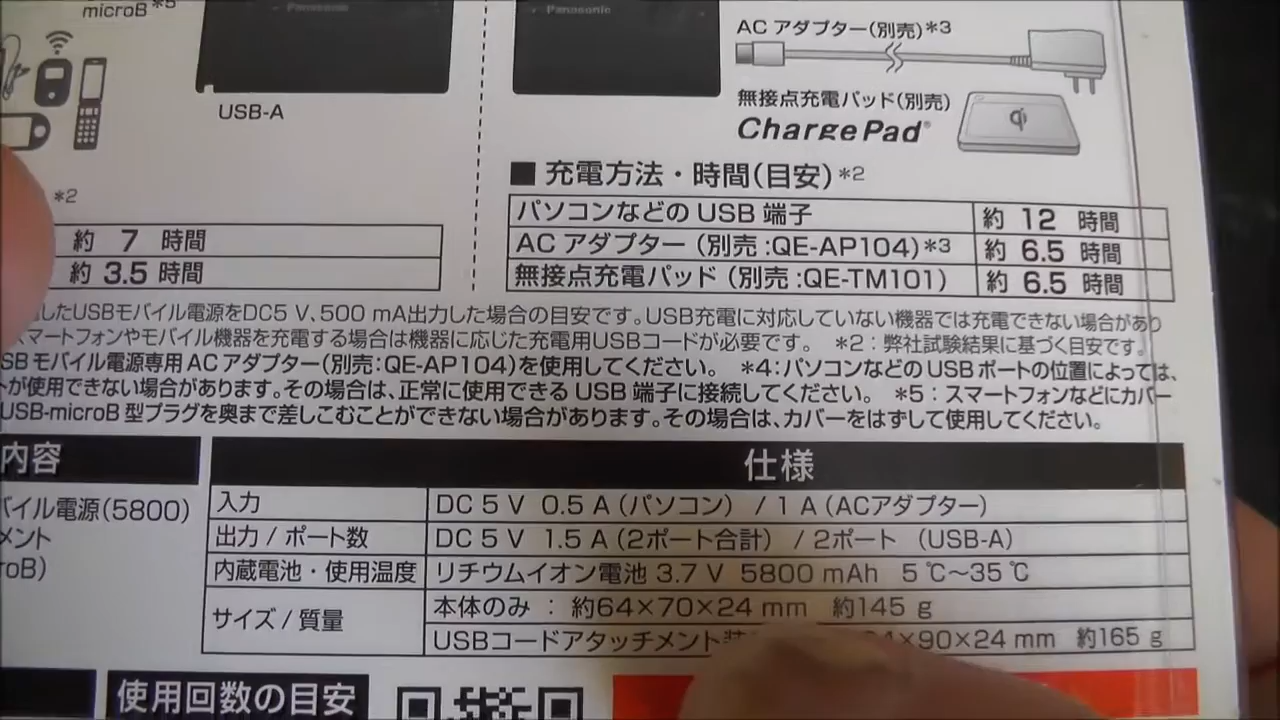 microB *5
Panasonic
Panasonic
USB-A
ACアダプター(別売)*3
無接点充電パッド(別売)
ChargePad®
qi
*2
約 7 時間
約 3.5 時間
■ 充電方法・時間(目安)*2
パソコンなどのUSB端子 約 12 時間
ACアダプター(別売:QE-AP104)*3 約 6.5 時間
無接点充電パッド(別売:QE-TM101) 約 6.5 時間
したUSBモバイル電源をDC5 V、500 mA出力した場合の目安です。USB充電に対応していない機器では充電できない場合があり
スマートフォンやモバイル機器を充電する場合は機器に応じた充電用USBコードが必要です。 *2:弊社試験結果に基づく目安です。
SBモバイル電源専用ACアダプター(別売:QE-AP104)を使用してください。 *4:パソコンなどのUSBポートの位置によっては、
トが使用できない場合があります。その場合は、正常に使用できるUSB端子に接続してください。 *5:スマートフォンなどにカバー
USB-microB型プラグを奥まで差しこむことができない場合があります。その場合は、カバーをはずして使用してください。
内容
バイル電源(5800)
メント
roB)
仕様
入力 DC 5 V 0.5 A(パソコン) / 1 A(ACアダプター)
出力 / ポート数 DC 5 V 1.5 A(2ポート合計) / 2ポート (USB-A)
内蔵電池・使用温度 リチウムイオン電池 3.7 V 5800 mAh 5℃〜35℃
サイズ / 質量 本体のみ : 約64×70×24 mm 約145 g
USBコードアタッチメント装 4×90×24 mm 約165 g
使用回数の目安